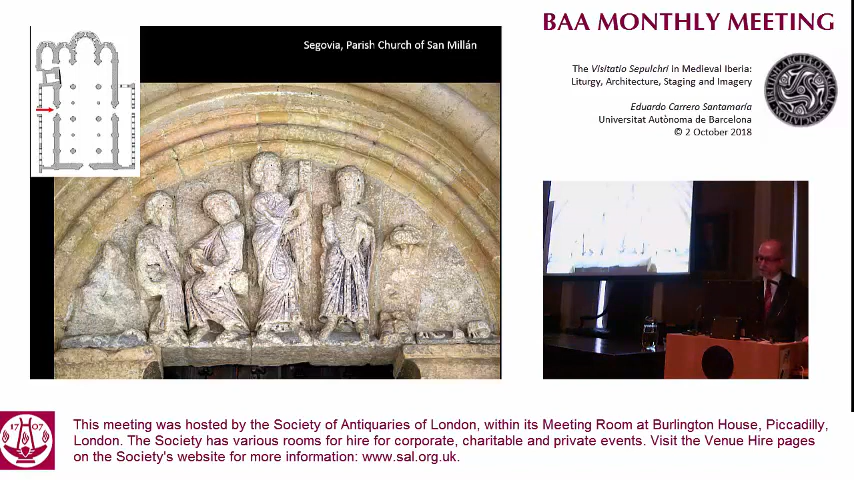 Segovia, Parish Church of San Millán
BAA MONTHLY MEETING
The Visitatio Sepulchri in Medieval Iberia:
Liturgy, Architecture, Staging and Imagery
Eduardo Carrero Santamaría
Universitat Autònoma de Barcelona
© 2 October 2018
17 07
This meeting was hosted by the Society of Antiquaries of London, within its Meeting Room at Burlington House, Piccadilly,
London. The Society has various rooms for hire for corporate, charitable and private events. Visit the Venue Hire pages
on the Society's website for more information: www.sal.org.uk.